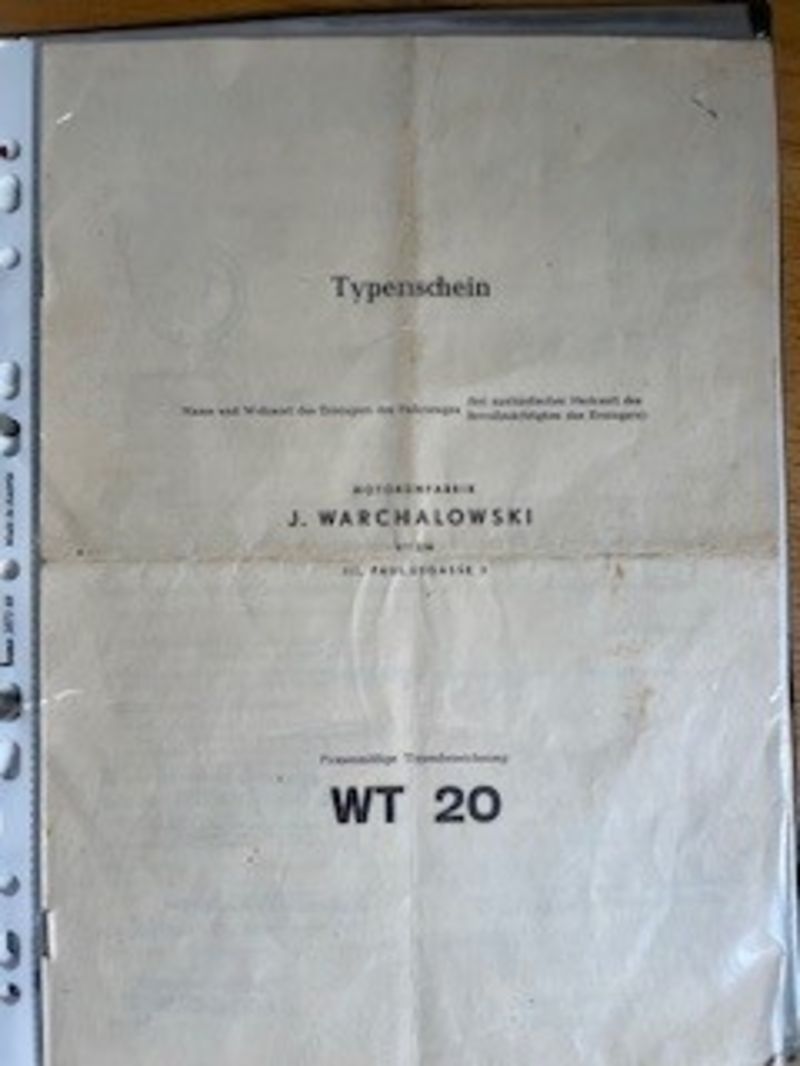 Typenschein
Name und Wohnort des Erzeugers des Fahrzeuges (bei ausländischer Herkunft des
Bevollmächtigten des Erzeugers)
MOTORENFABRIK
J. WARCHALOWSKI
WIEN
III, PAULUSGASSE 3
Firmenmäßige Typenbezeichnung
WT 20